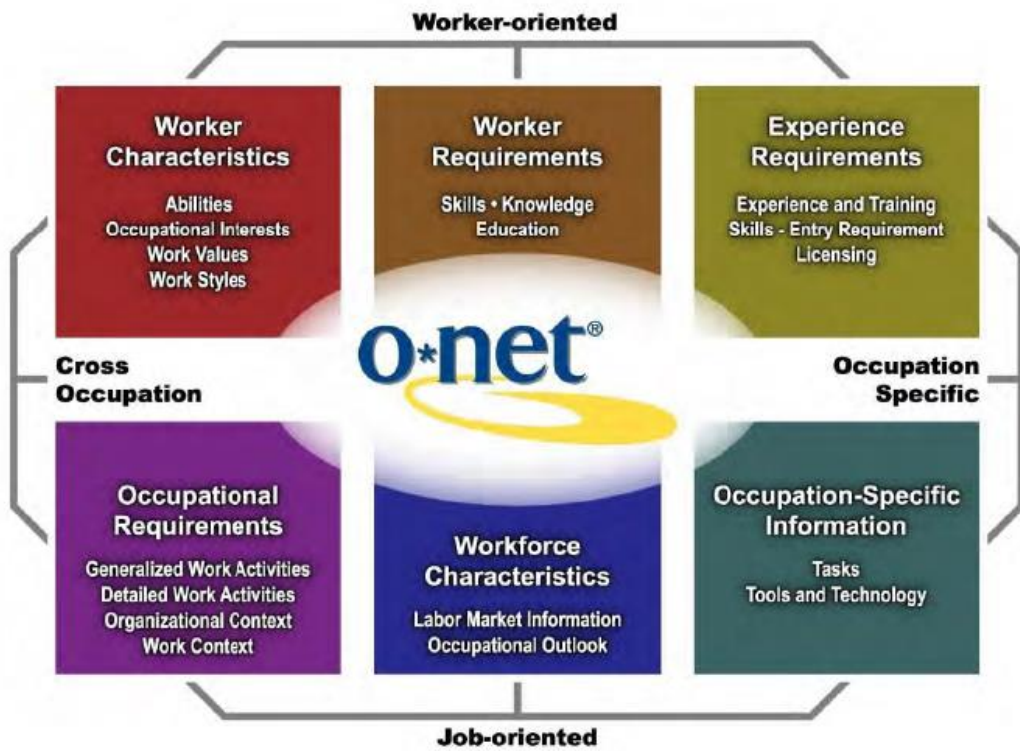 Worker-oriented
Worker
Characteristics
Abilities
Occupational Interests
Work Values
Work Styles
Worker
Requirements
Skills • Knowledge
Education
Experience
Requirements
Experience and Training
Skills - Entry Requirement
Licensing
Cross
Occupation
o*net®
Occupation
Specific
Occupational
Requirements
Generalized Work Activities
Detailed Work Activities
Organizational Context
Work Context
Workforce
Characteristics
Labor Market Information
Occupational Outlook
Occupation-Specific
Information
Tasks
Tools and Technology
Job-oriented